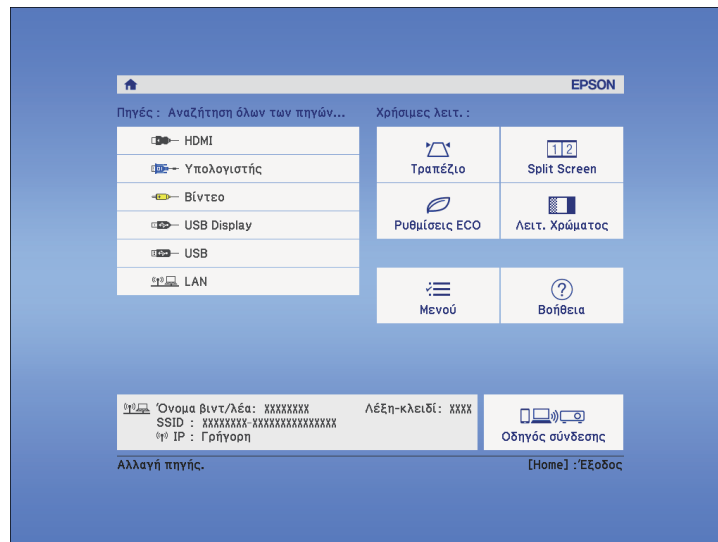 EPSON
Πηγές : Αναζήτηση όλων των πηγών...
Χρήσιμες λειτ. :
HDMI
Υπολογιστής
Βίντεο
USB Display
USB
LAN
Τραπέζιο
1 2
Split Screen
Ρυθμίσεις ECO
Λειτ. Χρώματος
Μενού
?
Βοήθεια
Όνομα βιντ/λέα: XXXXXXXX
Λέξη-κλειδί: XXXX
SSID : XXXXXXXX-XXXXXXXXXXXXXXX
IP : Γρήγορη
Οδηγός σύνδεσης
Αλλαγή πηγής.
[Home] :Έξοδος